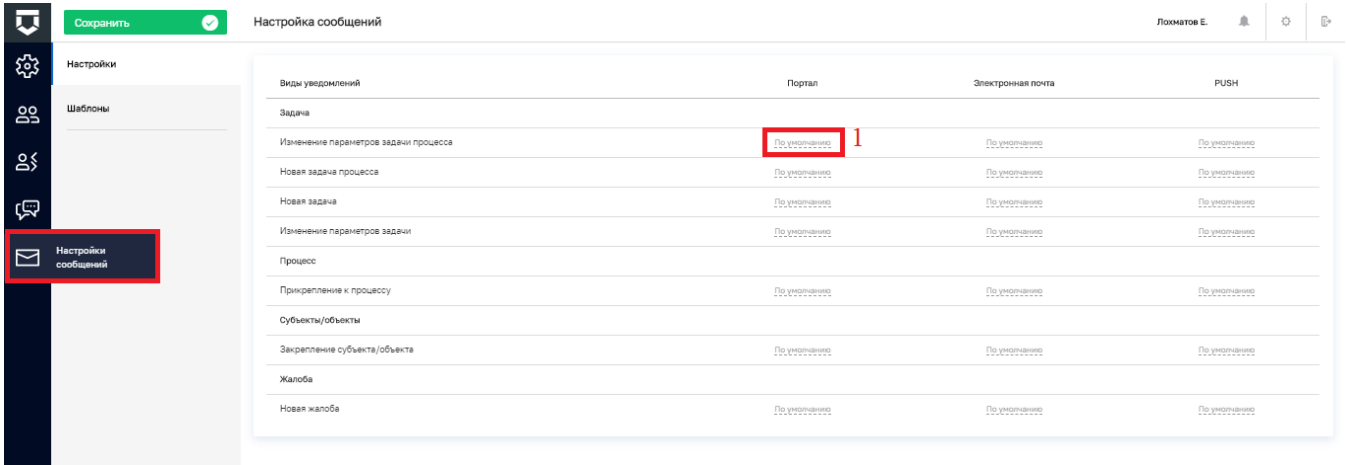 Сохранить
Настройка сообщений
Лохматов Е.
Настройки
Шаблоны
Настройки
сообщений
Виды уведомлений Портал Электронная почта PUSH
Задача
Изменение параметров задачи процесса По умолчанию 1 По умолчанию По умолчанию
Новая задача процесса По умолчанию По умолчанию По умолчанию
Новая задача По умолчанию По умолчанию По умолчанию
Изменение параметров задачи По умолчанию По умолчанию По умолчанию
Процесс
Прикрепление к процессу По умолчанию По умолчанию По умолчанию
Субъекты/объекты
Закрепление субъекта/объекта По умолчанию По умолчанию По умолчанию
Жалоба
Новая жалоба По умолчанию По умолчанию По умолчанию